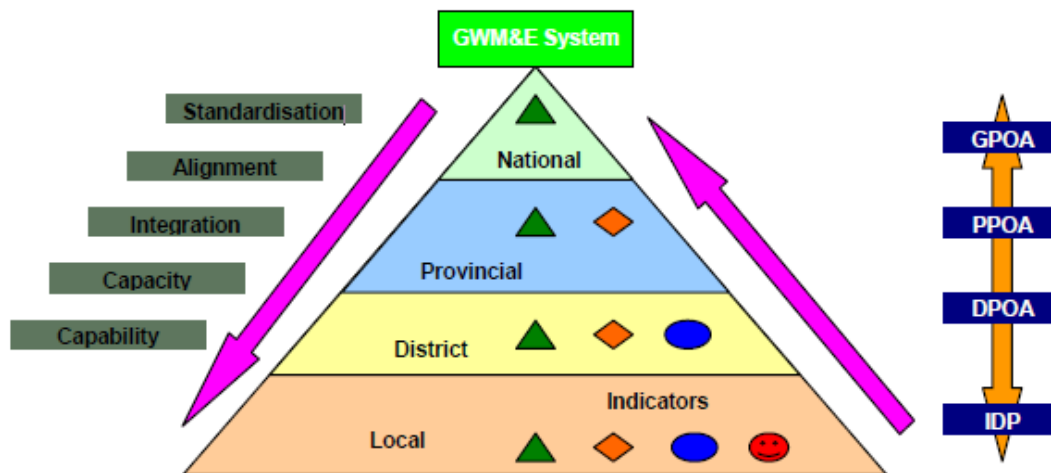 GWM&E System
Standardisation
Alignment
Integration
Capacity
Capability
National
Provincial
District
Indicators
Local
GPOA
PPOA
DPOA
IDP